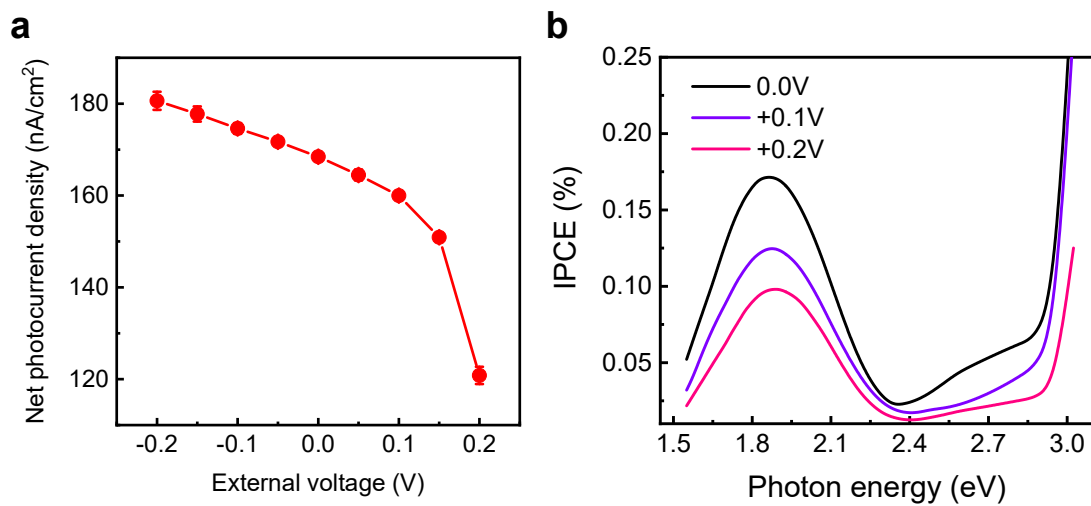 a
Net photocurrent density (nA/cm²)
180
160
140
120
-0.2
-0.1
0.0
0.1
0.2
External voltage (V)
b
IPCE (%)
0.25
0.20
0.15
0.10
0.05
0.0V
+0.1V
+0.2V
1.5
1.8
2.1
2.4
2.7
3.0
Photon energy (eV)